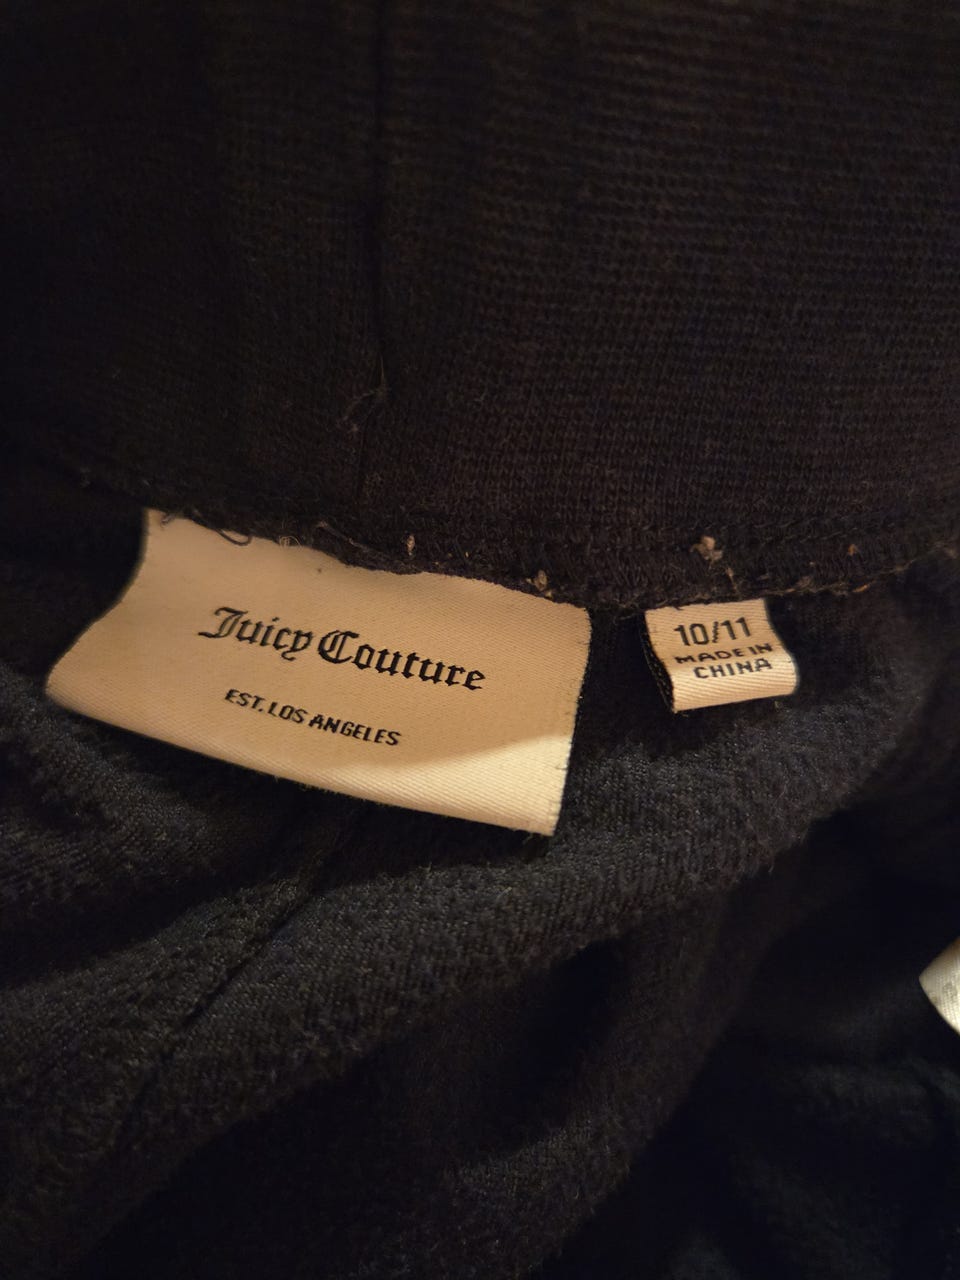 Juicy Couture
EST. LOS ANGELES
10/11
MADE IN
CHINA